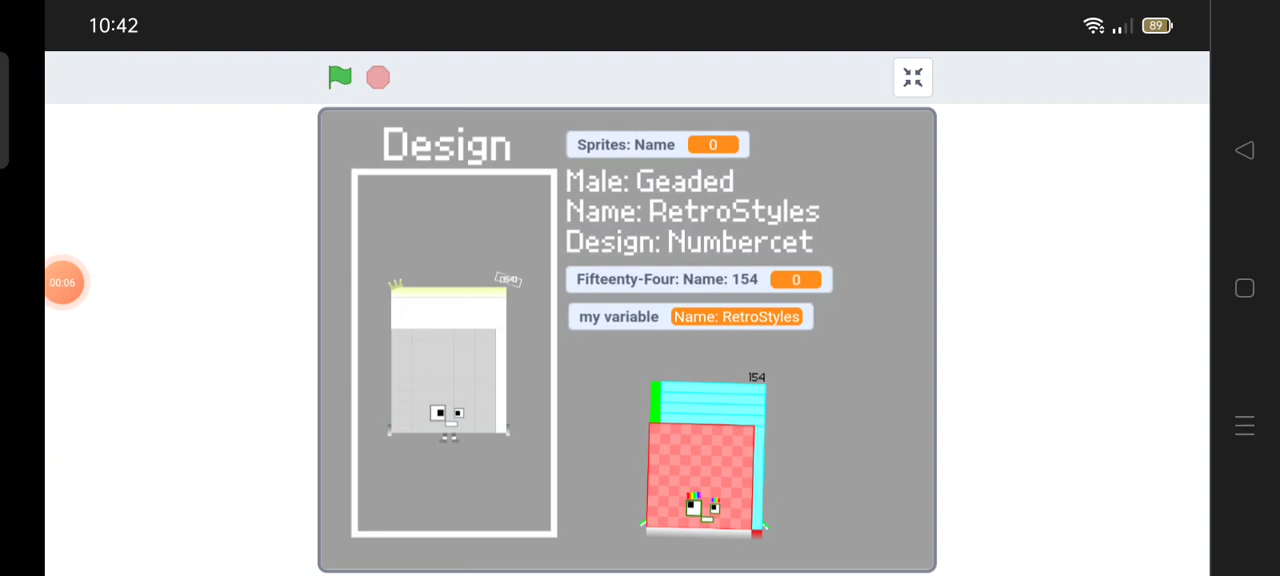 10:42
89
Design
Sprites: Name 0
Male: Geaded
Name: RetroStyles
Design: Numbercet
Fifteenty-Four: Name: 154 0
my variable Name: RetroStyles
00:06
154